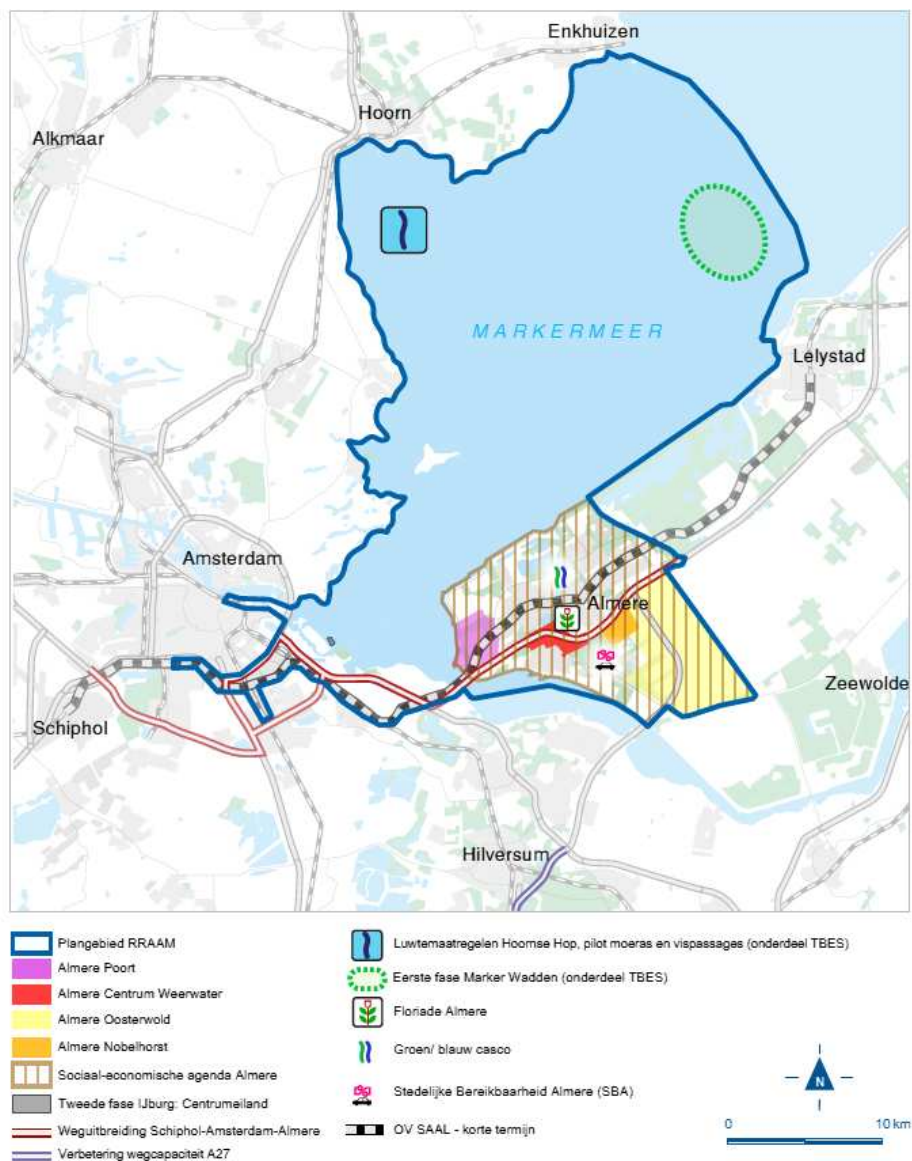 Enkhuizen
Hoorn
Alkmaar
MARKERMEER
Lelystad
Amsterdam
Almere
Zeewolde
Schiphol
Hilversum
Plangebied RRAAM
Almere Poort
Almere Centrum Weerwater
Almere Oosterwold
Almere Nobelhorst
Sociaal-economische agenda Almere
Tweede fase IJburg: Centrumeiland
Weguitbreiding Schiphol-Amsterdam-Almere
Verbetering wegcapaciteit A27
Luwtemaatregelen Hoornse Hop, pilot moeras en vispassages (onderdeel TBES)
Eerste fase Marker Wadden (onderdeel TBES)
Floriade Almere
Groen/ blauw casco
Stedelijke Bereikbaarheid Almere (SBA)
OV SAAL - korte termijn
N
0 10 km